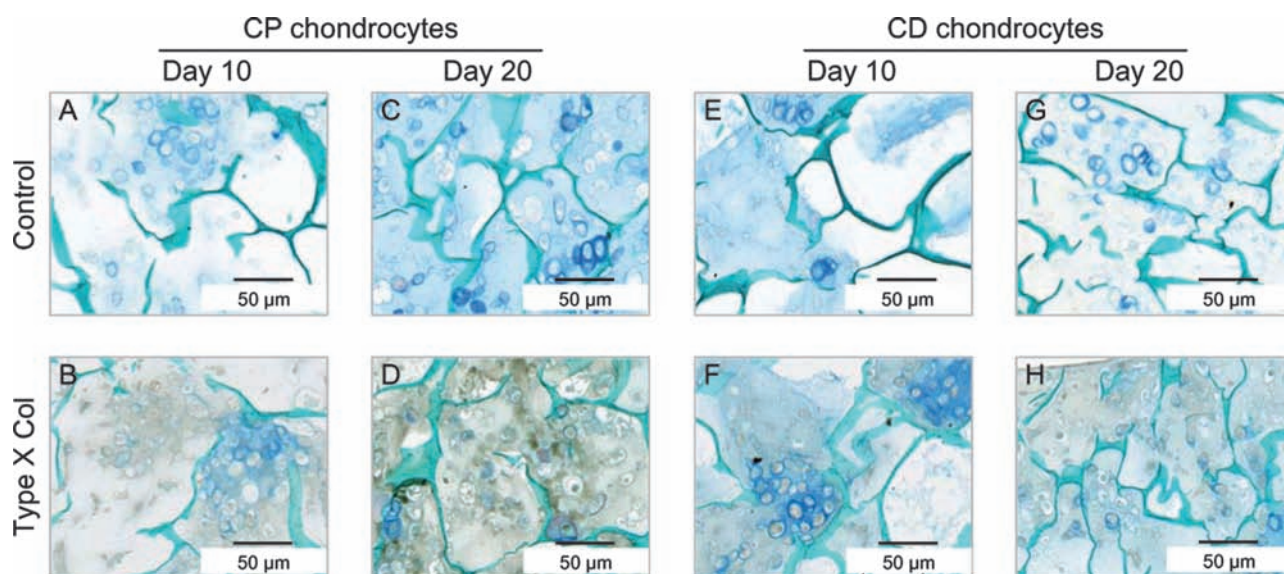 CP chondrocytes CD chondrocytes
Day 10 Day 20 Day 10 Day 20
Control
A C E G
50 µm 50 µm 50 µm 50 µm
Type X Col
B D F H
50 µm 50 µm 50 µm 50 µm